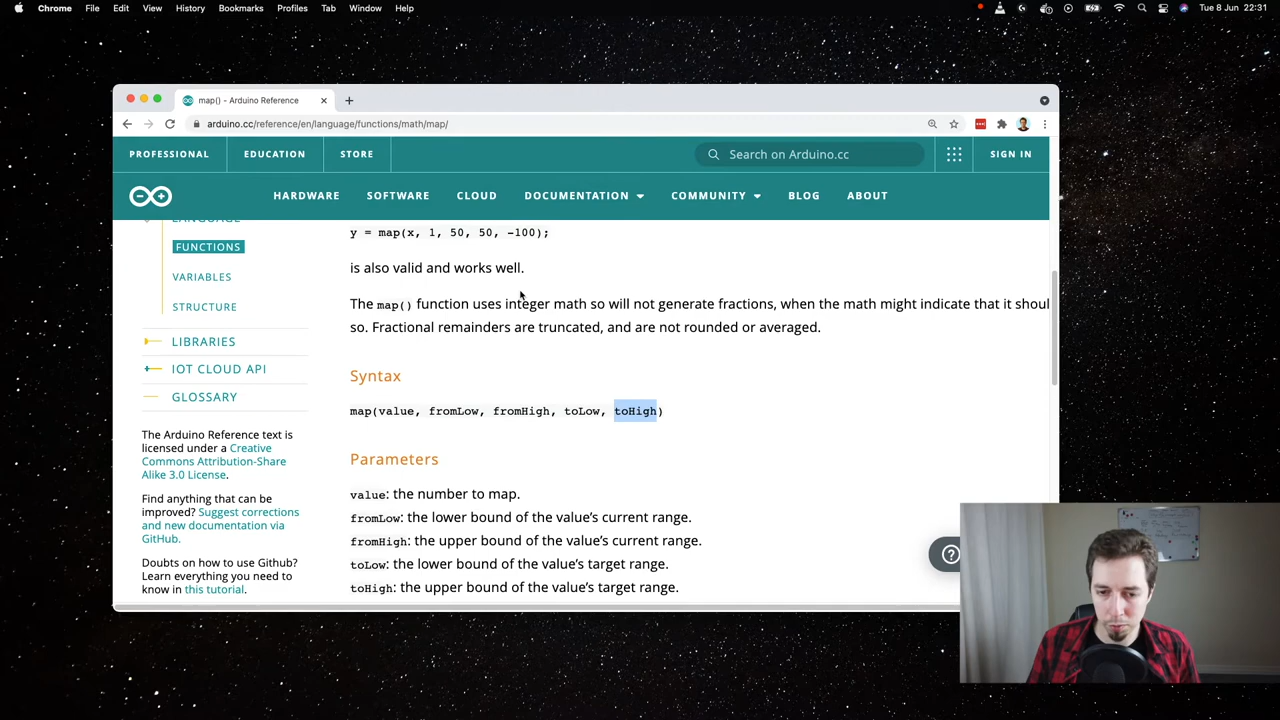 Chrome File Edit View History Bookmarks Profiles Tab Window Help Tue 8 Jun 22:31
map() - Arduino Reference
arduino.cc/reference/en/language/functions/math/map/
PROFESSIONAL EDUCATION STORE Search on Arduino.cc SIGN IN
HARDWARE SOFTWARE CLOUD DOCUMENTATION COMMUNITY BLOG ABOUT
LANGUAGE
FUNCTIONS
VARIABLES
STRUCTURE
LIBRARIES
IOT CLOUD API
GLOSSARY
The Arduino Reference text is
licensed under a Creative
Commons Attribution-Share
Alike 3.0 License.
Find anything that can be
improved? Suggest corrections
and new documentation via
GitHub.
Doubts on how to use Github?
Learn everything you need to
know in this tutorial.
y = map(x, 1, 50, 50, -100);
is also valid and works well.
The map() function uses integer math so will not generate fractions, when the math might indicate that it shoul
so. Fractional remainders are truncated, and are not rounded or averaged.
Syntax
map(value, fromLow, fromHigh, toLow, toHigh)
Parameters
value: the number to map.
fromLow: the lower bound of the value’s current range.
fromHigh: the upper bound of the value’s current range.
toLow: the lower bound of the value’s target range.
toHigh: the upper bound of the value’s target range.